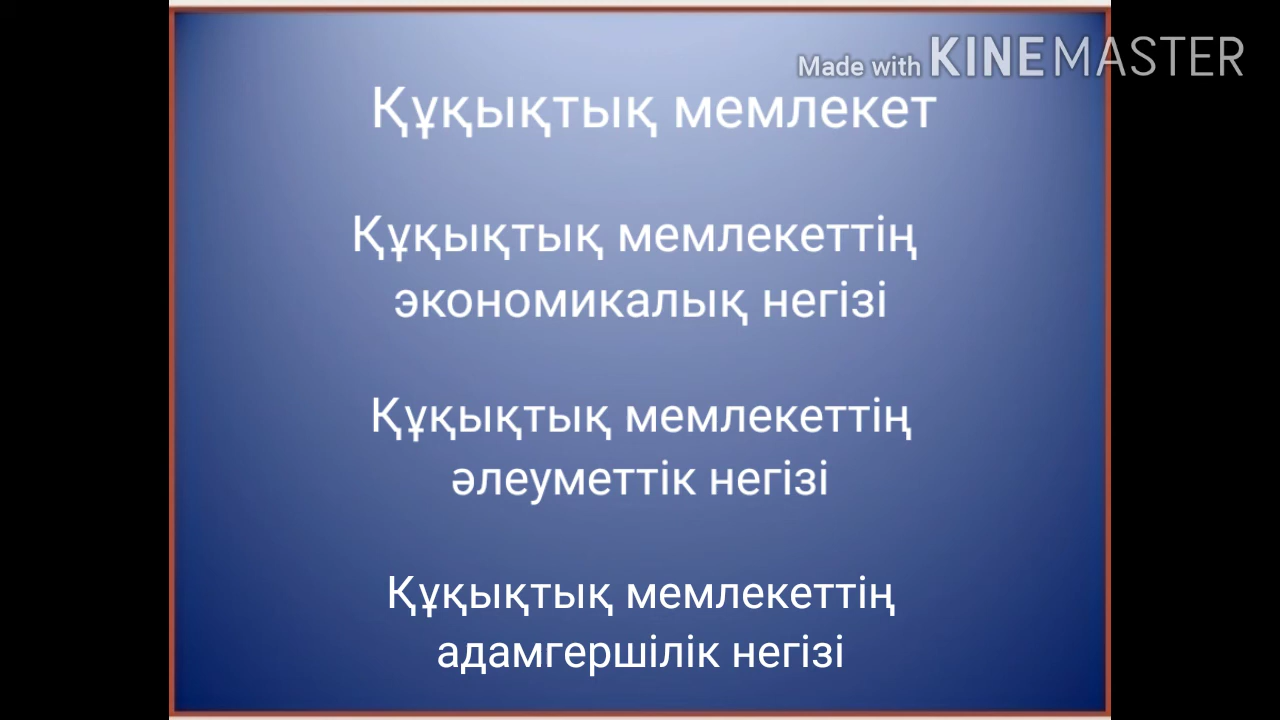 Made with KINEMASTER
Құқықтық мемлекет
Құқықтық мемлекеттің
экономикалық негізі
Құқықтық мемлекеттің
әлеуметтік негізі
Құқықтық мемлекеттің
адамгершілік негізі